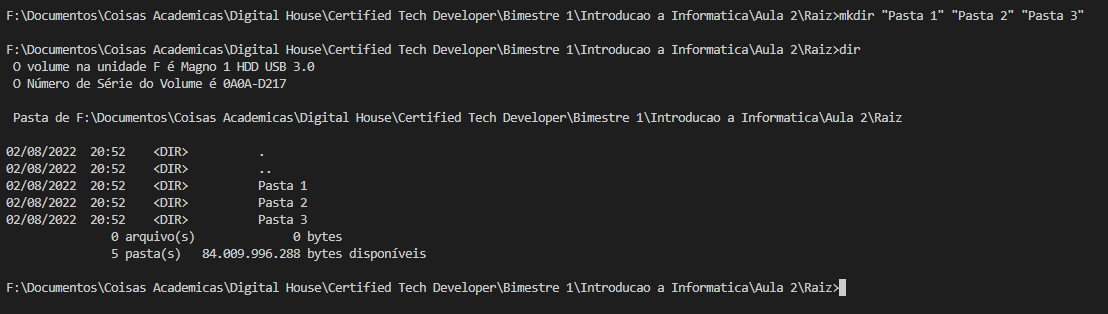 F:\Documentos\Coisas Academicas\Digital House\Certified Tech Developer\Bimestre 1\Introducao a Informatica\Aula 2\Raiz>mkdir "Pasta 1" "Pasta 2" "Pasta 3"
F:\Documentos\Coisas Academicas\Digital House\Certified Tech Developer\Bimestre 1\Introducao a Informatica\Aula 2\Raiz>dir
O volume na unidade F é Magno 1 HDD USB 3.0
O Número de Série do Volume é 0A0A-D217
Pasta de F:\Documentos\Coisas Academicas\Digital House\Certified Tech Developer\Bimestre 1\Introducao a Informatica\Aula 2\Raiz
02/08/2022  20:52    <DIR>          .
02/08/2022  20:52    <DIR>          ..
02/08/2022  20:52    <DIR>          Pasta 1
02/08/2022  20:52    <DIR>          Pasta 2
02/08/2022  20:52    <DIR>          Pasta 3
0 arquivo(s)              0 bytes
5 pasta(s)   84.009.996.288 bytes disponíveis
F:\Documentos\Coisas Academicas\Digital House\Certified Tech Developer\Bimestre 1\Introducao a Informatica\Aula 2\Raiz>